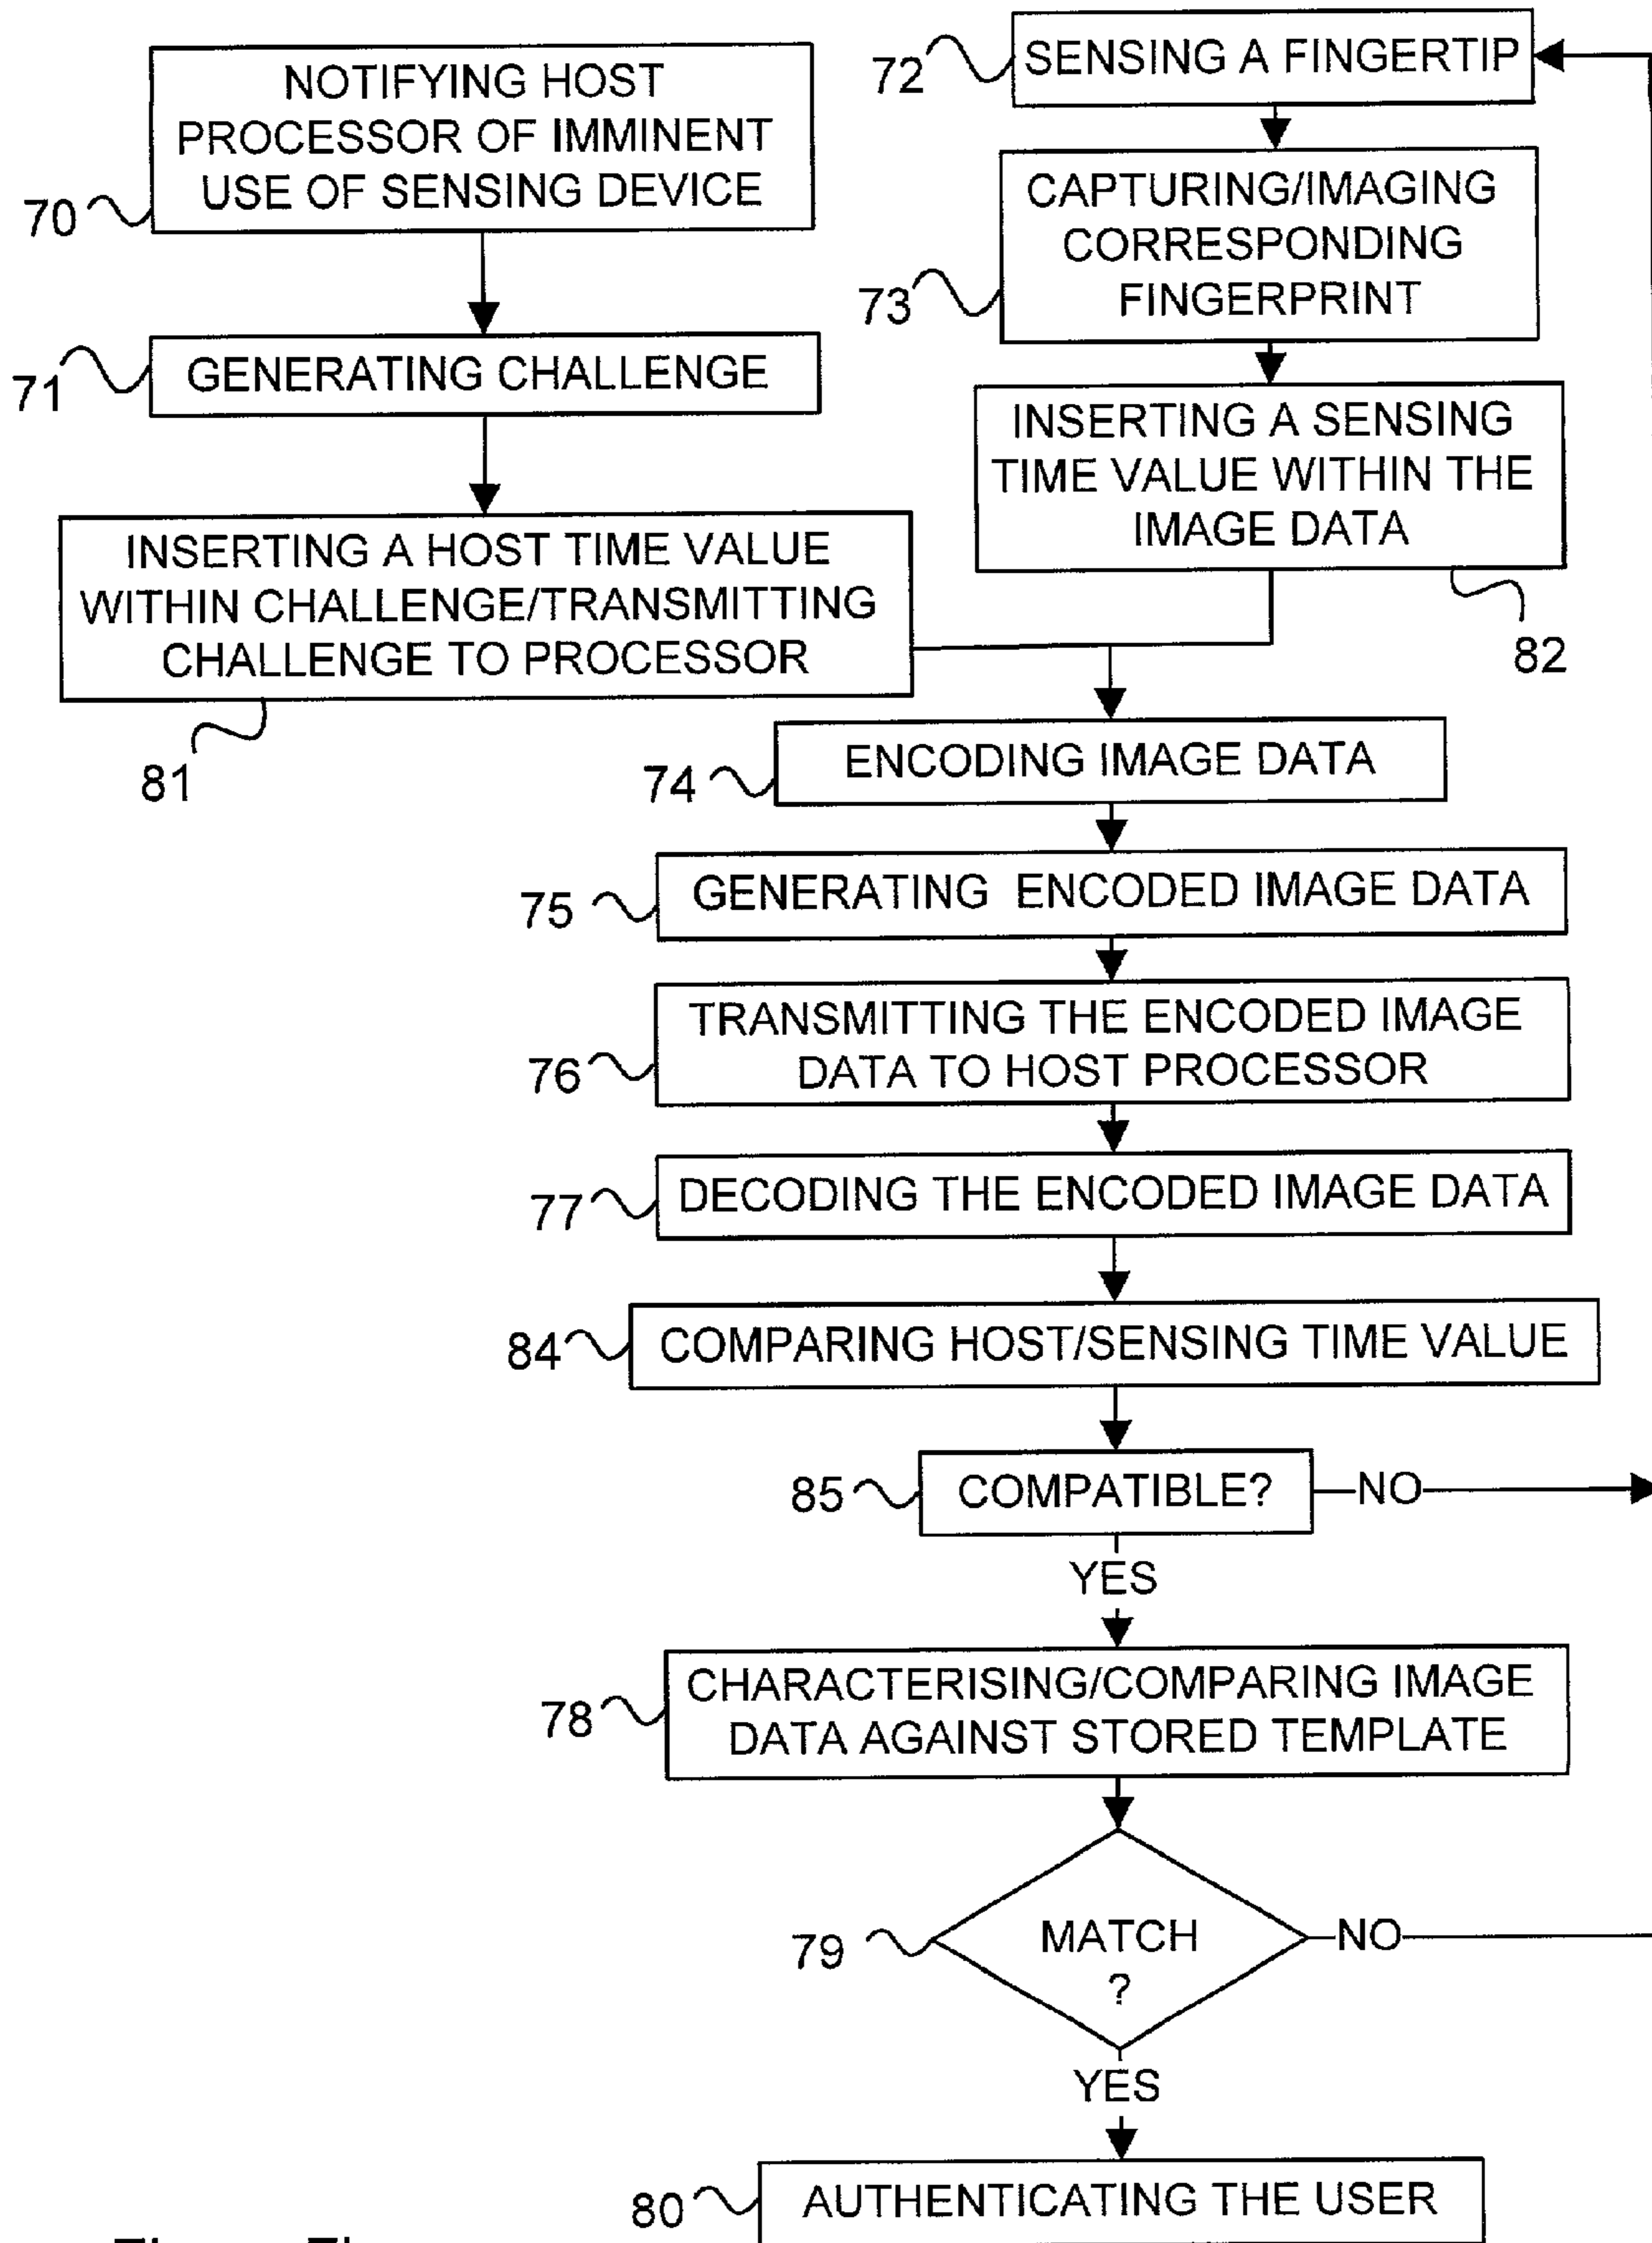 70
NOTIFYING HOST
PROCESSOR OF IMMINENT
USE OF SENSING DEVICE
71
GENERATING CHALLENGE
INSERTING A HOST TIME VALUE
WITHIN CHALLENGE/TRANSMITTING
CHALLENGE TO PROCESSOR
81
72
SENSING A FINGERTIP
73
CAPTURING/IMAGING
CORRESPONDING
FINGERPRINT
INSERTING A SENSING
TIME VALUE WITHIN THE
IMAGE DATA
82
74
ENCODING IMAGE DATA
75
GENERATING ENCODED IMAGE DATA
76
TRANSMITTING THE ENCODED IMAGE
DATA TO HOST PROCESSOR
77
DECODING THE ENCODED IMAGE DATA
84
COMPARING HOST/SENSING TIME VALUE
85
COMPATIBLE?
NO
YES
78
CHARACTERISING/COMPARING IMAGE
DATA AGAINST STORED TEMPLATE
79
MATCH
?
NO
YES
80
AUTHENTICATING THE USER